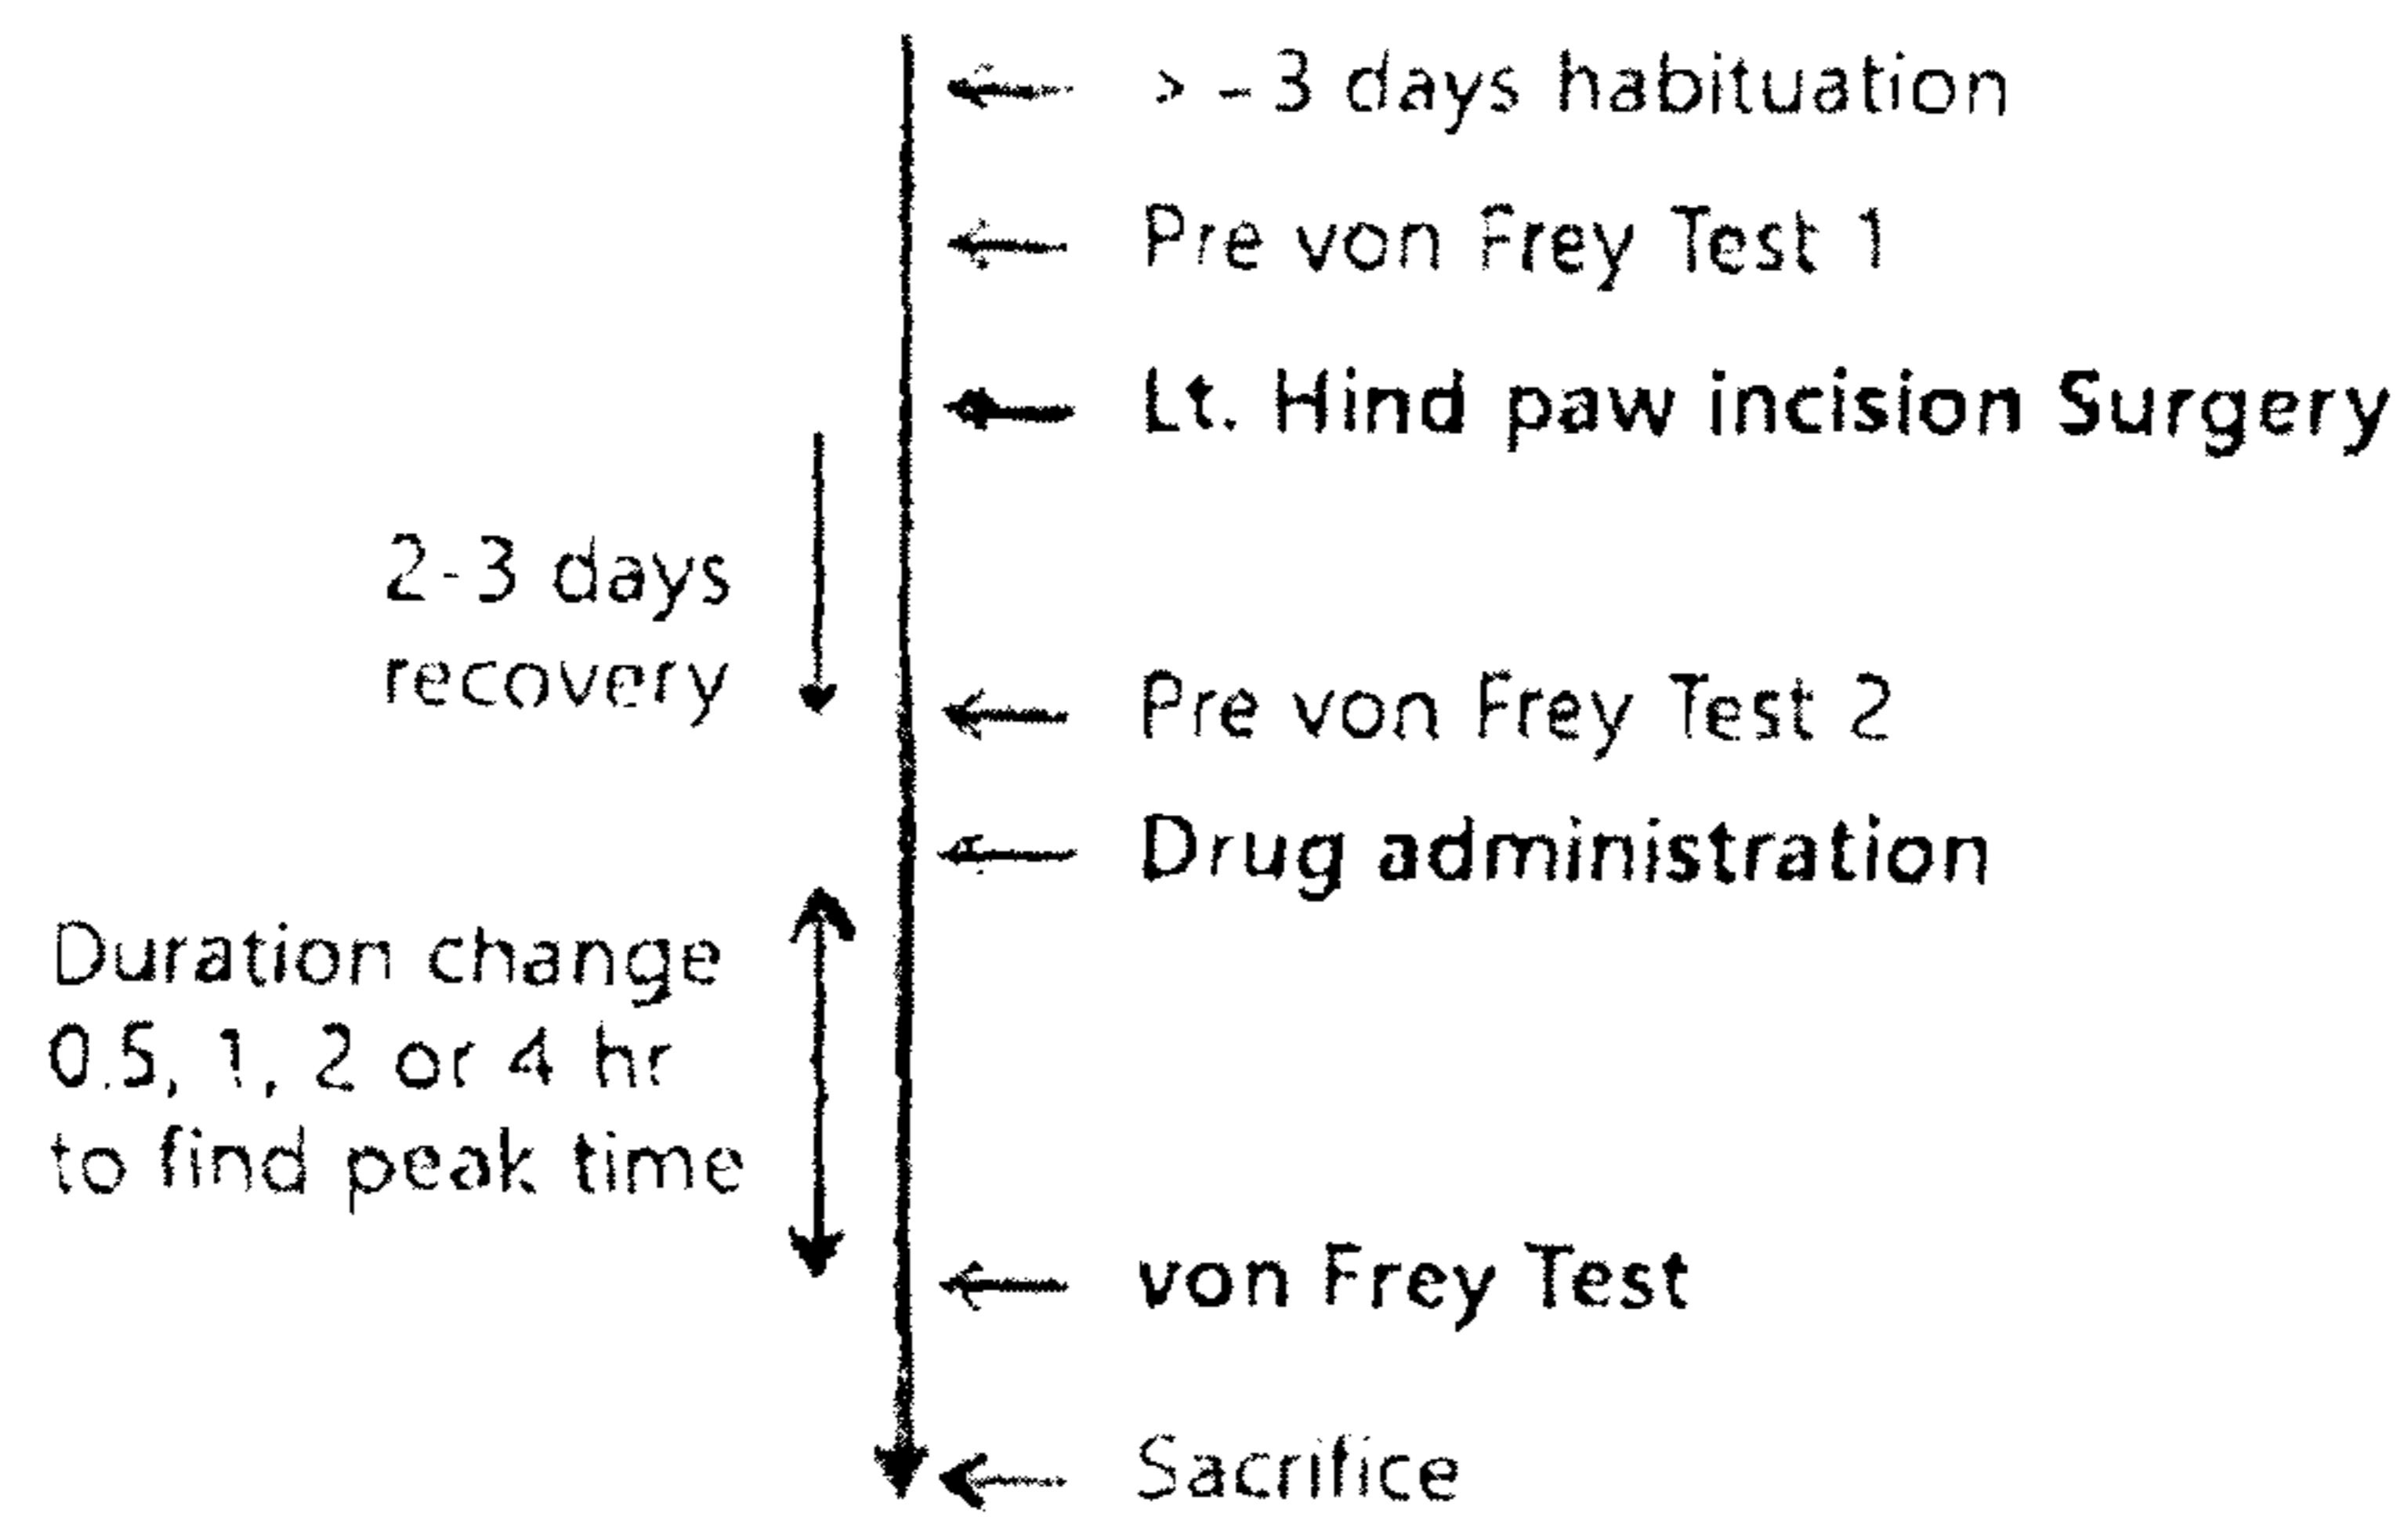 > -3 days habituation
Pre von Frey Test 1
Lt. Hind paw incision Surgery
2-3 days
recovery
Pre von Frey Test 2
Drug administration
Duration change
0.5, 1, 2 or 4 hr
to find peak time
von Frey Test
Sacrifice